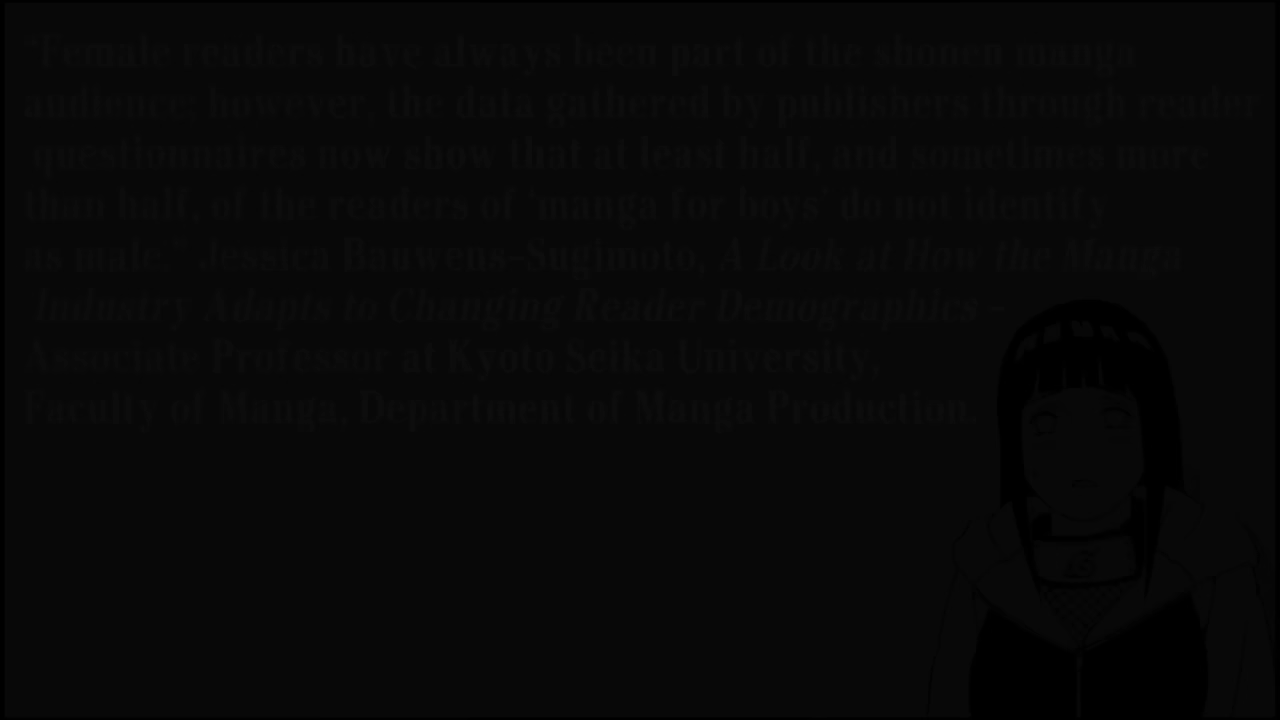 "Female readers have always been part of the shonen manga
audience; however, the data gathered by publishers through reader
questionnaires now show that at least half, and sometimes more
than half, of the readers of 'manga for boys' do not identify
as male." Jessica Bauwens-Sugimoto, A Look at How the Manga
Industry Adapts to Changing Reader Demographics –
Associate Professor at Kyoto Seika University,
Faculty of Manga, Department of Manga Production.